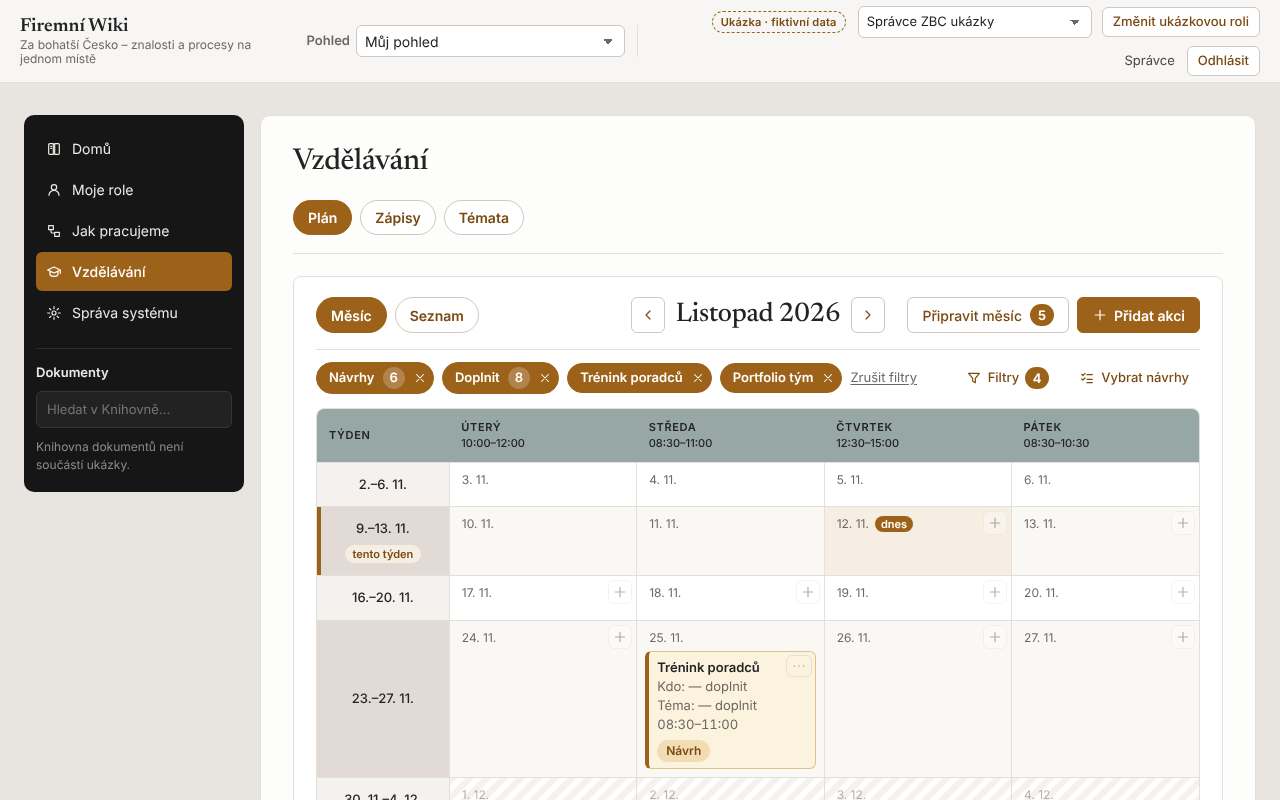 Firemní Wiki
Za bohatší Česko – znalosti a procesy na
jednom místě
Pohled
Můj pohled
Ukázka · fiktivní data
Správce ZBC ukázky
Změnit ukázkovou roli
Správce
Odhlásit
Domů
Moje role
Jak pracujeme
Vzdělávání
Správa systému
Dokumenty
Hledat v Knihovně...
Knihovna dokumentů není
součástí ukázky.
Vzdělávání
Plán
Zápisy
Témata
Měsíc
Seznam
Listopad 2026
Připravit měsíc 5
Přidat akci
Návrhy 6
Doplnit 8
Trénink poradců
Portfolio tým
Zrušit filtry
Filtry 4
Vybrat návrhy
TÝDEN
ÚTERÝ
10:00–12:00
STŘEDA
08:30–11:00
ČTVRTEK
12:30–15:00
PÁTEK
08:30–10:30
2.–6. 11.
3. 11.
4. 11.
5. 11.
6. 11.
9.–13. 11.
tento týden
10. 11.
11. 11.
12. 11. dnes
13. 11.
16.–20. 11.
17. 11.
18. 11.
19. 11.
20. 11.
23.–27. 11.
24. 11.
25. 11.
Trénink poradců
Kdo: — doplnit
Téma: — doplnit
08:30–11:00
Návrh
26. 11.
27. 11.
30. 11.–4. 12.
1. 12.
2. 12.
3. 12.
4. 12.